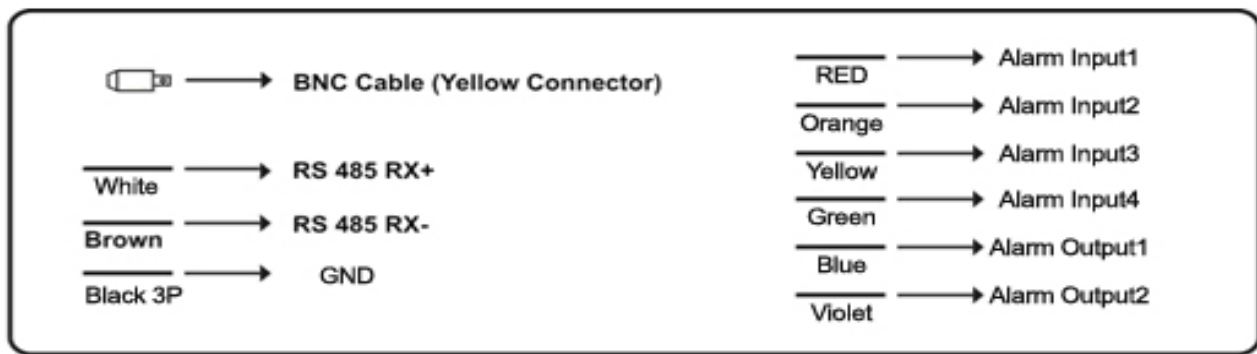 BNC Cable (Yellow Connector)
White
RS 485 RX+
Brown
RS 485 RX-
Black 3P
GND
RED
Alarm Input1
Orange
Alarm Input2
Yellow
Alarm Input3
Green
Alarm Input4
Blue
Alarm Output1
Violet
Alarm Output2